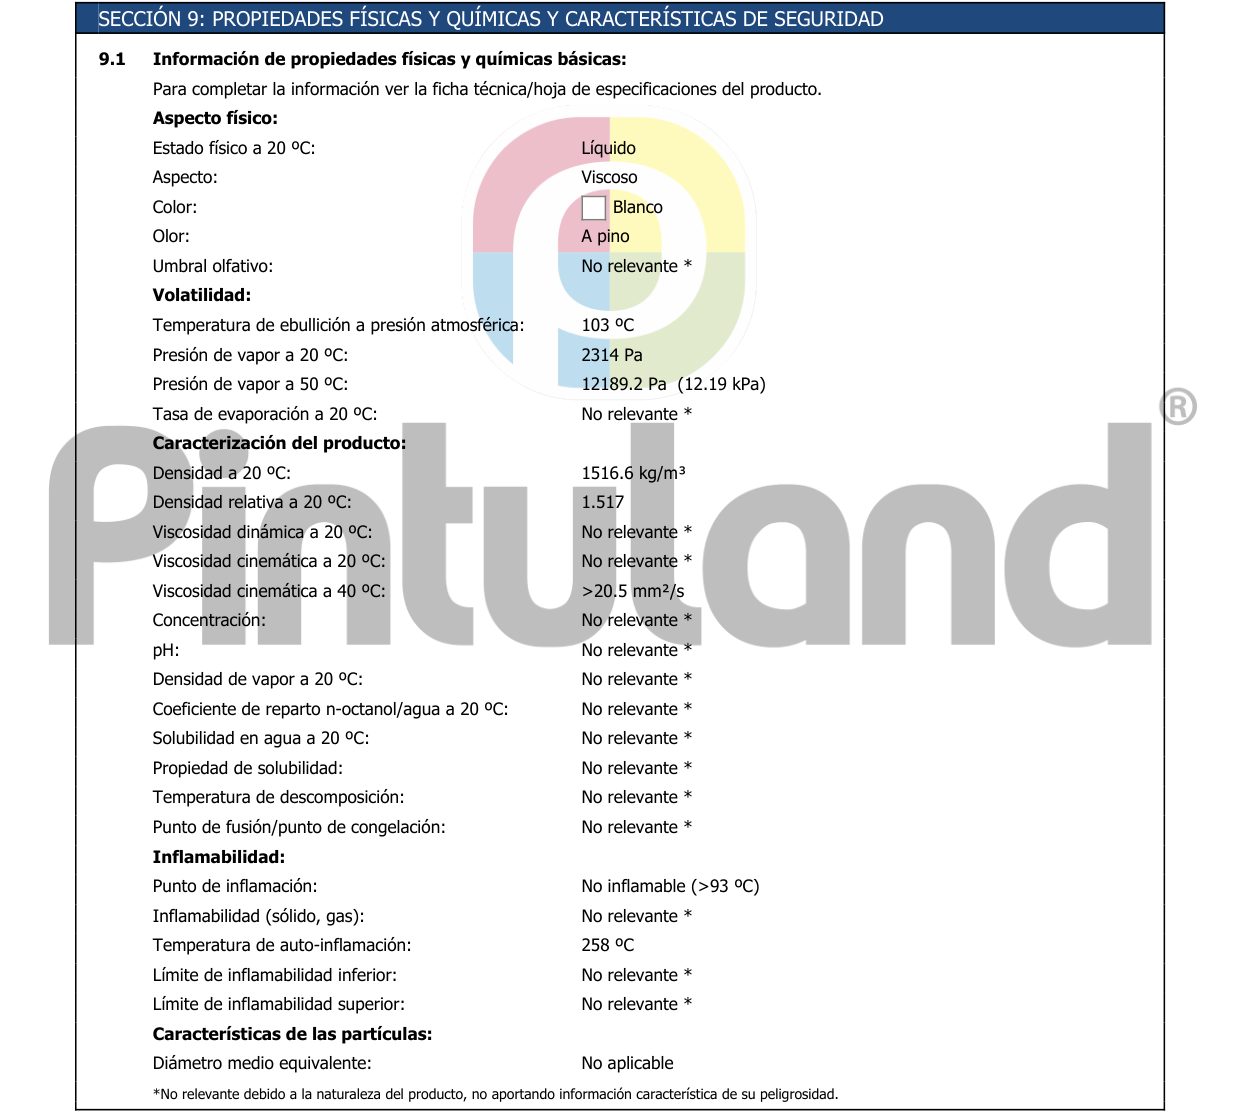 SECCIÓN 9: PROPIEDADES FÍSICAS Y QUÍMICAS Y CARACTERÍSTICAS DE SEGURIDAD
9.1 Información de propiedades físicas y químicas básicas:
Para completar la información ver la ficha técnica/hoja de especificaciones del producto.
Aspecto físico:
Estado físico a 20 ºC: Líquido
Aspecto: Viscoso
Color: Blanco
Olor: A pino
Umbral olfativo: No relevante *
Volatilidad:
Temperatura de ebullición a presión atmosférica: 103 ºC
Presión de vapor a 20 ºC: 2314 Pa
Presión de vapor a 50 ºC: 12189.2 Pa (12.19 kPa)
Tasa de evaporación a 20 ºC: No relevante *
Caracterización del producto:
Densidad a 20 ºC: 1516.6 kg/m³
Densidad relativa a 20 ºC: 1.517
Viscosidad dinámica a 20 ºC: No relevante *
Viscosidad cinemática a 20 ºC: No relevante *
Viscosidad cinemática a 40 ºC: >20.5 mm²/s
Concentración: No relevante *
pH: No relevante *
Densidad de vapor a 20 ºC: No relevante *
Coeficiente de reparto n-octanol/agua a 20 ºC: No relevante *
Solubilidad en agua a 20 ºC: No relevante *
Propiedad de solubilidad: No relevante *
Temperatura de descomposición: No relevante *
Punto de fusión/punto de congelación: No relevante *
Inflamabilidad:
Punto de inflamación: No inflamable (>93 ºC)
Inflamabilidad (sólido, gas): No relevante *
Temperatura de auto-inflamación: 258 ºC
Límite de inflamabilidad inferior: No relevante *
Límite de inflamabilidad superior: No relevante *
Características de las partículas:
Diámetro medio equivalente: No aplicable
*No relevante debido a la naturaleza del producto, no aportando información característica de su peligrosidad.
Pintuland®